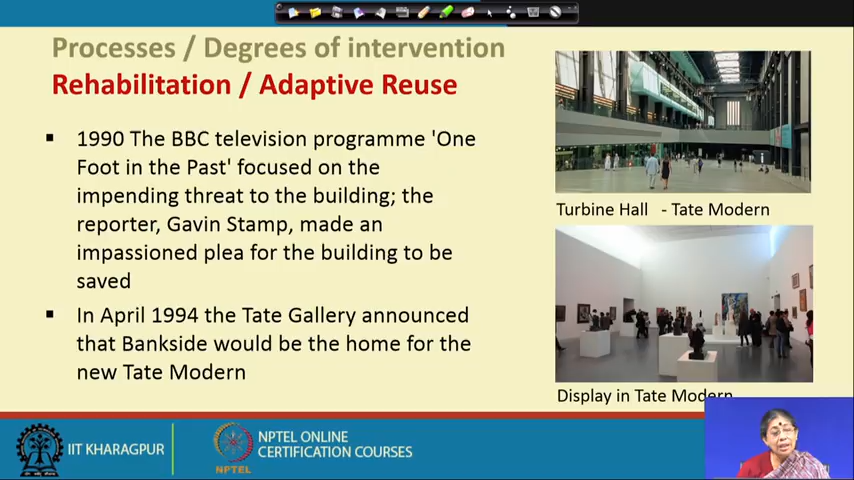 Processes / Degrees of intervention
Rehabilitation / Adaptive Reuse
▪ 1990 The BBC television programme 'One
Foot in the Past' focused on the
impending threat to the building; the
reporter, Gavin Stamp, made an
impassioned plea for the building to be
saved
▪ In April 1994 the Tate Gallery announced
that Bankside would be the home for the
new Tate Modern
Turbine Hall - Tate Modern
Display in Tate Modern
IIT KHARAGPUR
NPTEL
NPTEL ONLINE
CERTIFICATION COURSES